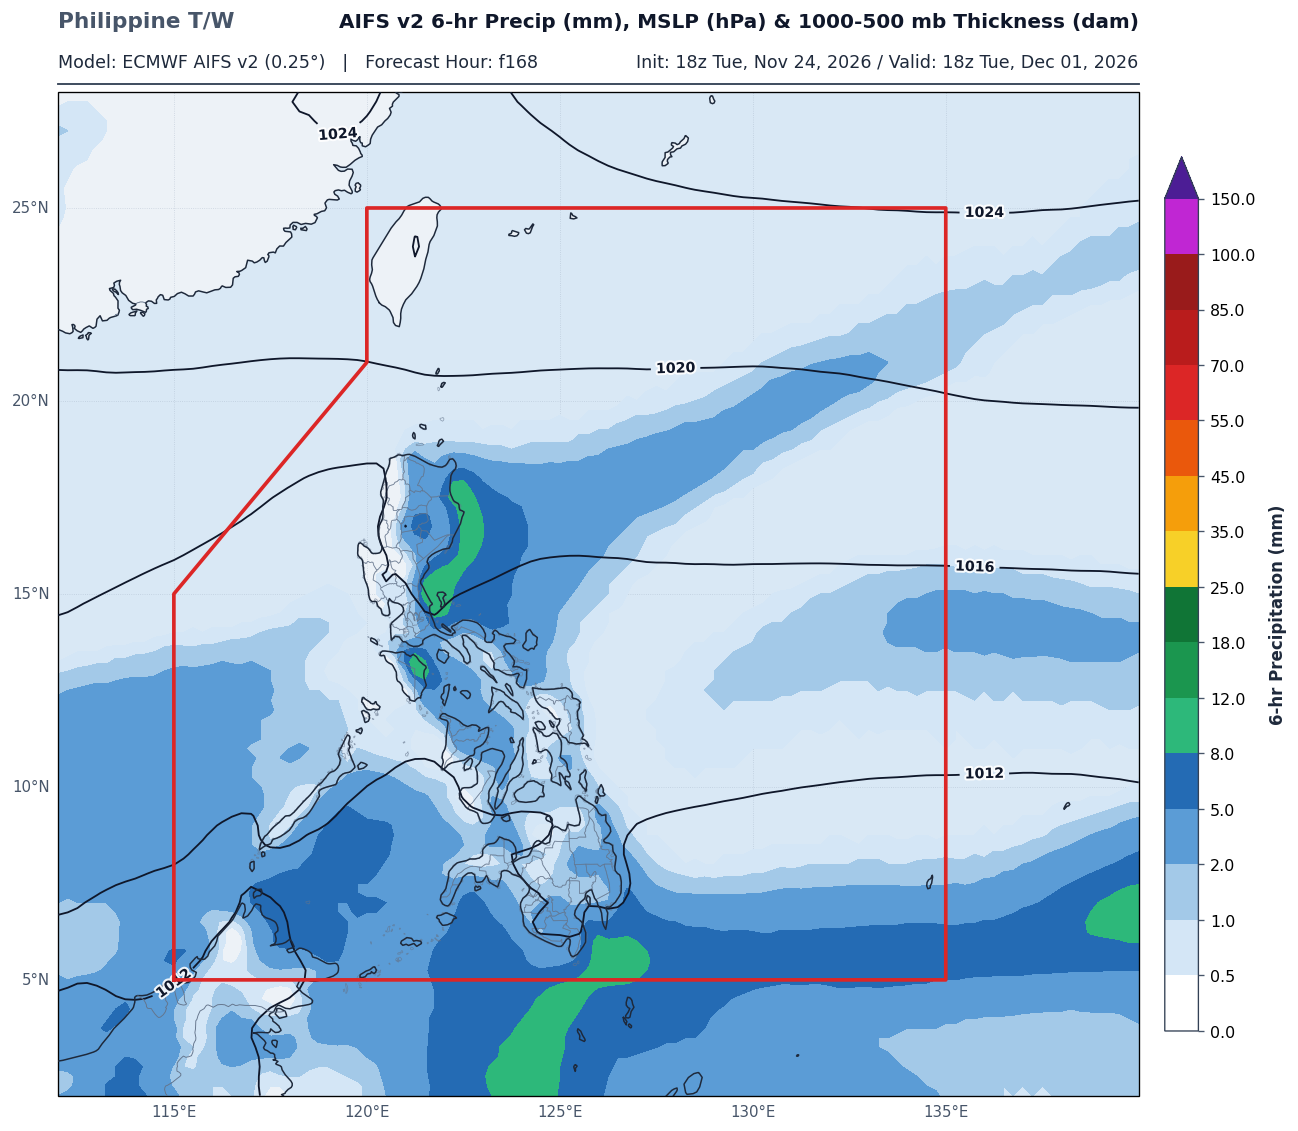 Philippine T/W
AIFS v2 6-hr Precip (mm), MSLP (hPa) & 1000-500 mb Thickness (dam)
Model: ECMWF AIFS v2 (0.25°)   |   Forecast Hour: f168
Init: 18z Tue, Nov 24, 2026 / Valid: 18z Tue, Dec 01, 2026
1024
1024
1020
1016
1012
1012
25°N
20°N
15°N
10°N
5°N
115°E
120°E
125°E
130°E
135°E
150.0
100.0
85.0
70.0
55.0
45.0
35.0
25.0
18.0
12.0
8.0
5.0
2.0
1.0
0.5
0.0
6-hr Precipitation (mm)